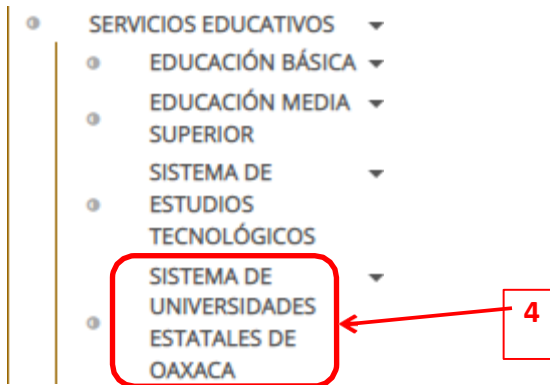 SERVICIOS EDUCATIVOS
EDUCACIÓN BÁSICA
EDUCACIÓN MEDIA
SUPERIOR
SISTEMA DE
ESTUDIOS
TECNOLÓGICOS
SISTEMA DE
UNIVERSIDADES
ESTATALES DE
OAXACA
4